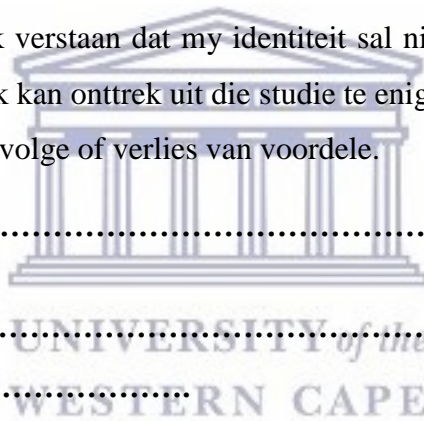 k verstaan dat my identiteit sal ni
k kan onttrek uit die studie te enig
volge of verlies van voordele.
................................................
................................................
UNIVERSITY of the
.....................
WESTERN CAPE